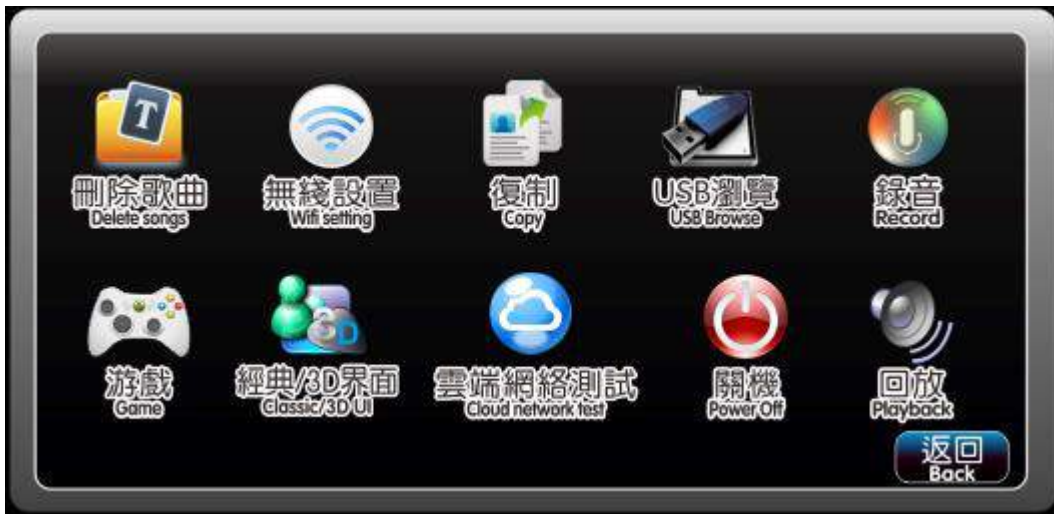 T
刪除歌曲
Delete songs
無綫設置
Wifi setting
復制
Copy
USB瀏覽
USB Browse
錄音
Record
游戲
Game
3D
經典/3D界面
Classic/3D UI
雲端網絡測試
Cloud network test
關機
Power Off
回放
Playback
返回
Back